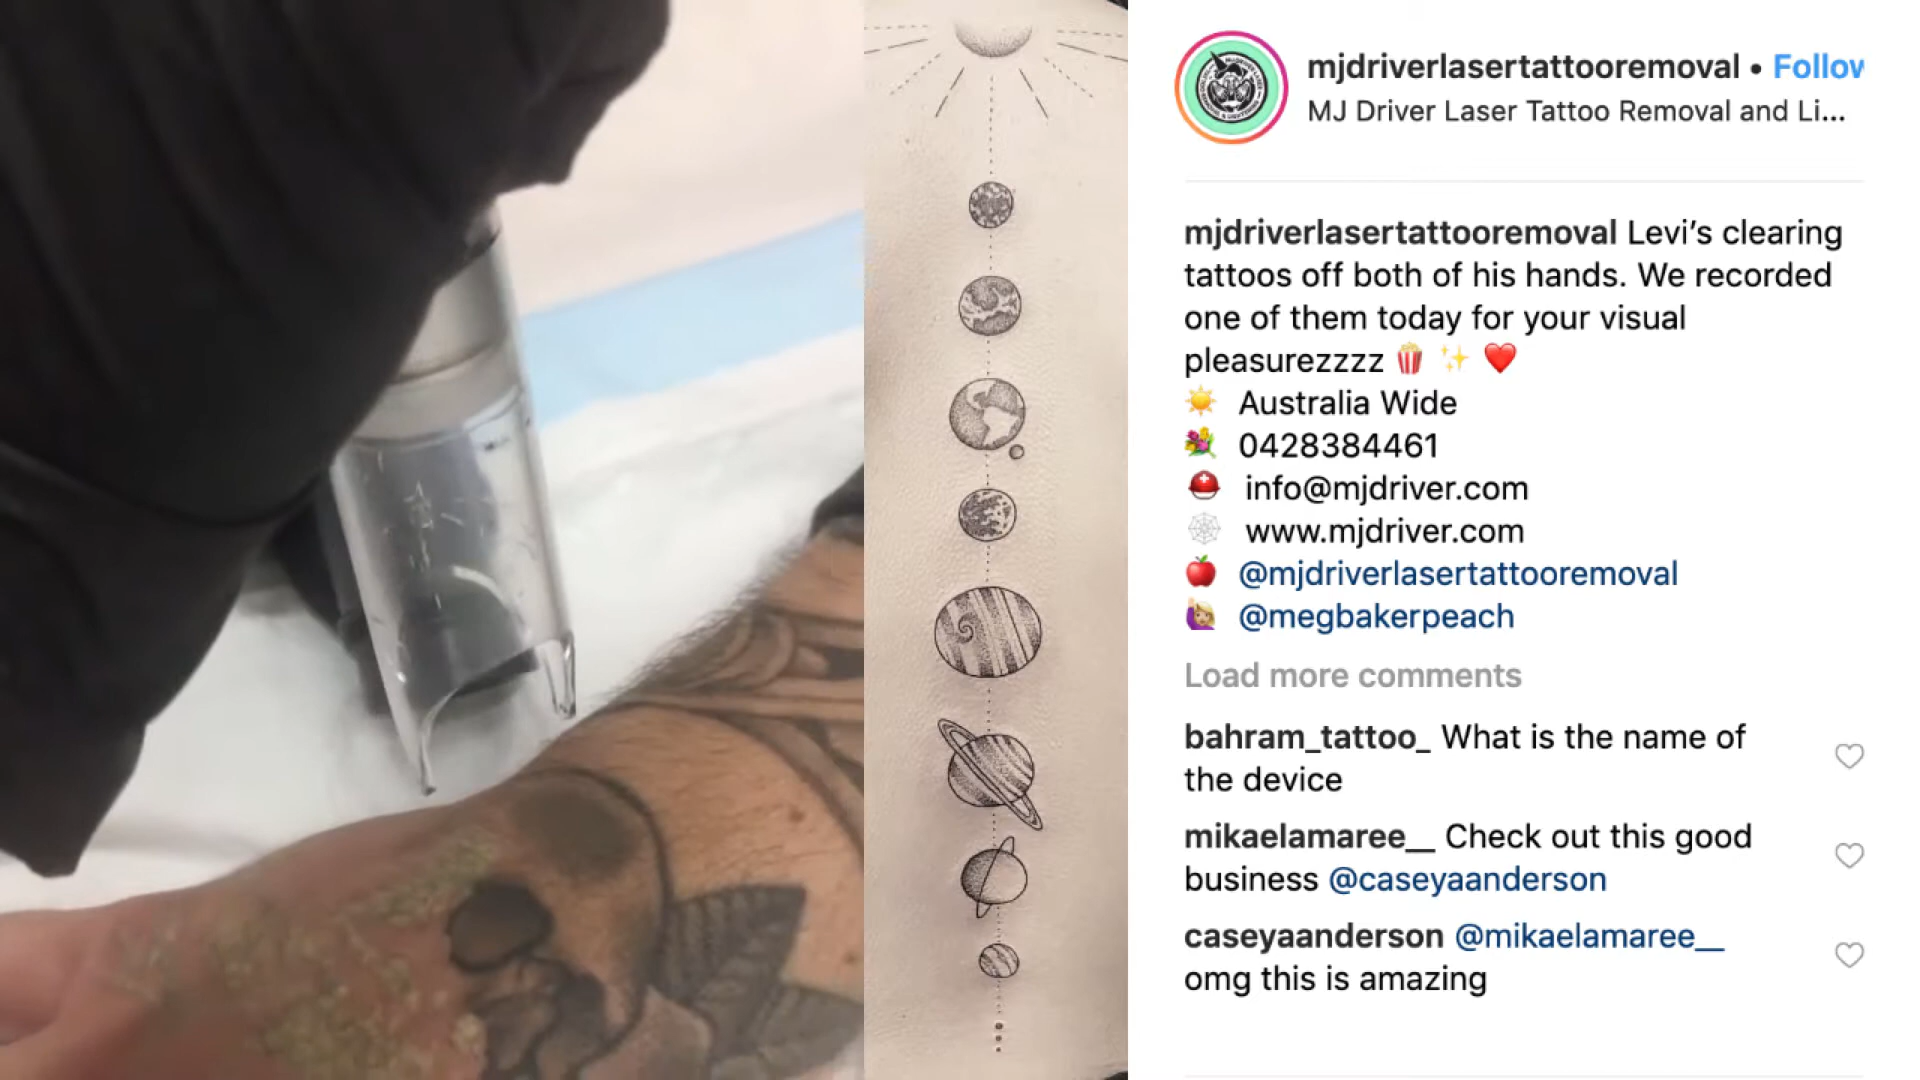 mjdriverlasertattooremoval • Follow
MJ Driver Laser Tattoo Removal and Li...
mjdriverlasertattooremoval Levi's clearing
tattoos off both of his hands. We recorded
one of them today for your visual
pleasurezzzz 🍿 ✨ ❤️
☀️ Australia Wide
💐 0428384461
⛑️ info@mjdriver.com
🕸️ www.mjdriver.com
🍎 @mjdriverlasertattooremoval
🙋🏼‍♀️ @megbakerpeach
Load more comments
bahram_tattoo_ What is the name of
the device
mikaelamaree__ Check out this good
business @caseyaanderson
caseyaanderson @mikaelamaree__
omg this is amazing